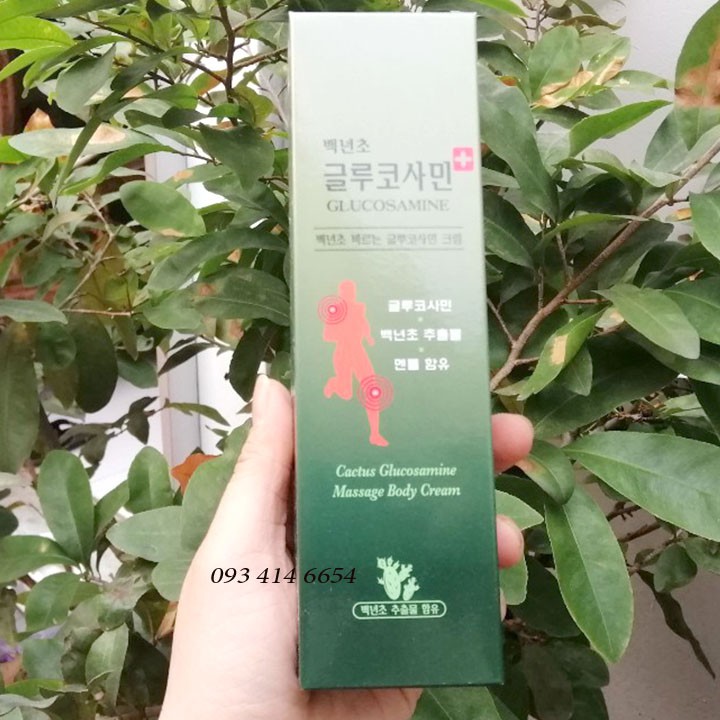 백년초
글루코사민
GLUCOSAMINE
백년초 바르는 글루코사민 크림
글루코사민
백년초 추출물
멘톨 함유
Cactus Glucosamine
Massage Body Cream
093 414 6654
백년초 추출물 함유